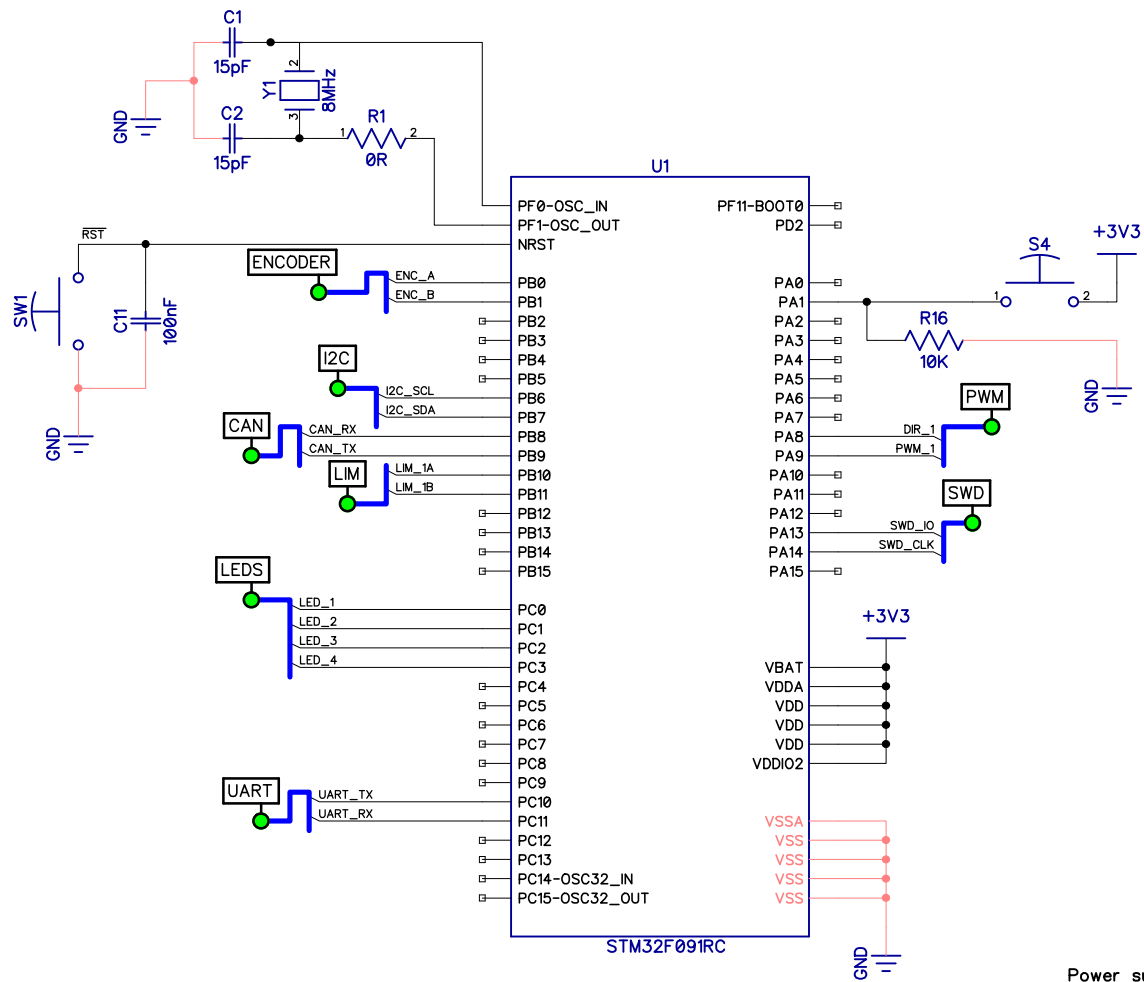 C1
15pF
2
Y1
8MHz
3
GND
C2
15pF
R1
1
2
0R
U1
PF0-OSC_IN
PF1-OSC_OUT
NRST
PB0
PB1
PB2
PB3
PB4
PB5
PB6
PB7
PB8
PB9
PB10
PB11
PB12
PB13
PB14
PB15
PC0
PC1
PC2
PC3
PC4
PC5
PC6
PC7
PC8
PC9
PC10
PC11
PC12
PC13
PC14-OSC32_IN
PC15-OSC32_OUT
PF11-BOOT0
PD2
PA0
PA1
PA2
PA3
PA4
PA5
PA6
PA7
PA8
PA9
PA10
PA11
PA12
PA13
PA14
PA15
VBAT
VDDA
VDD
VDD
VDD
VDDIO2
VSSA
VSS
VSS
VSS
VSS
STM32F091RC
RST
SW1
C11
100nF
GND
ENCODER
ENC_A
ENC_B
I2C
I2C_SCL
I2C_SDA
CAN
CAN_RX
CAN_TX
LIM
LIM_1A
LIM_1B
LEDS
LED_1
LED_2
LED_3
LED_4
UART
UART_TX
UART_RX
+3V3
S4
1
2
R16
10K
GND
PWM
DIR_1
PWM_1
SWD
SWD_IO
SWD_CLK
+3V3
GND
Power su